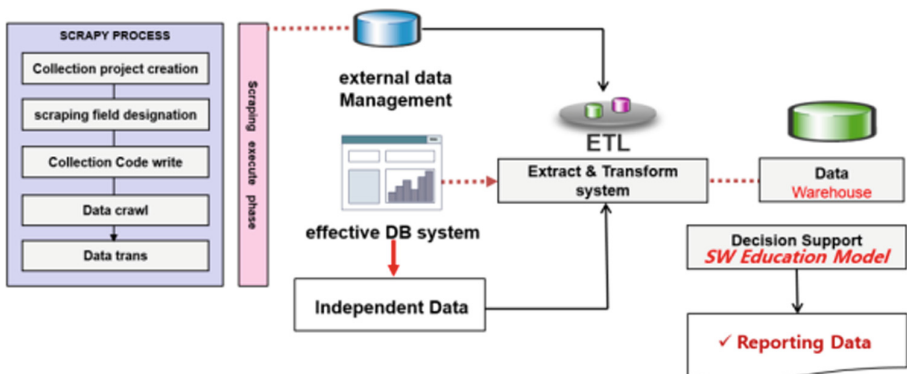 SCRAPY PROCESS
Collection project creation
scraping field designation
Collection Code write
Data crawl
Data trans
Scraping execute phase
external data
Management
effective DB system
Independent Data
ETL
Extract & Transform
system
Data
Warehouse
Decision Support
SW Education Model
✓ Reporting Data